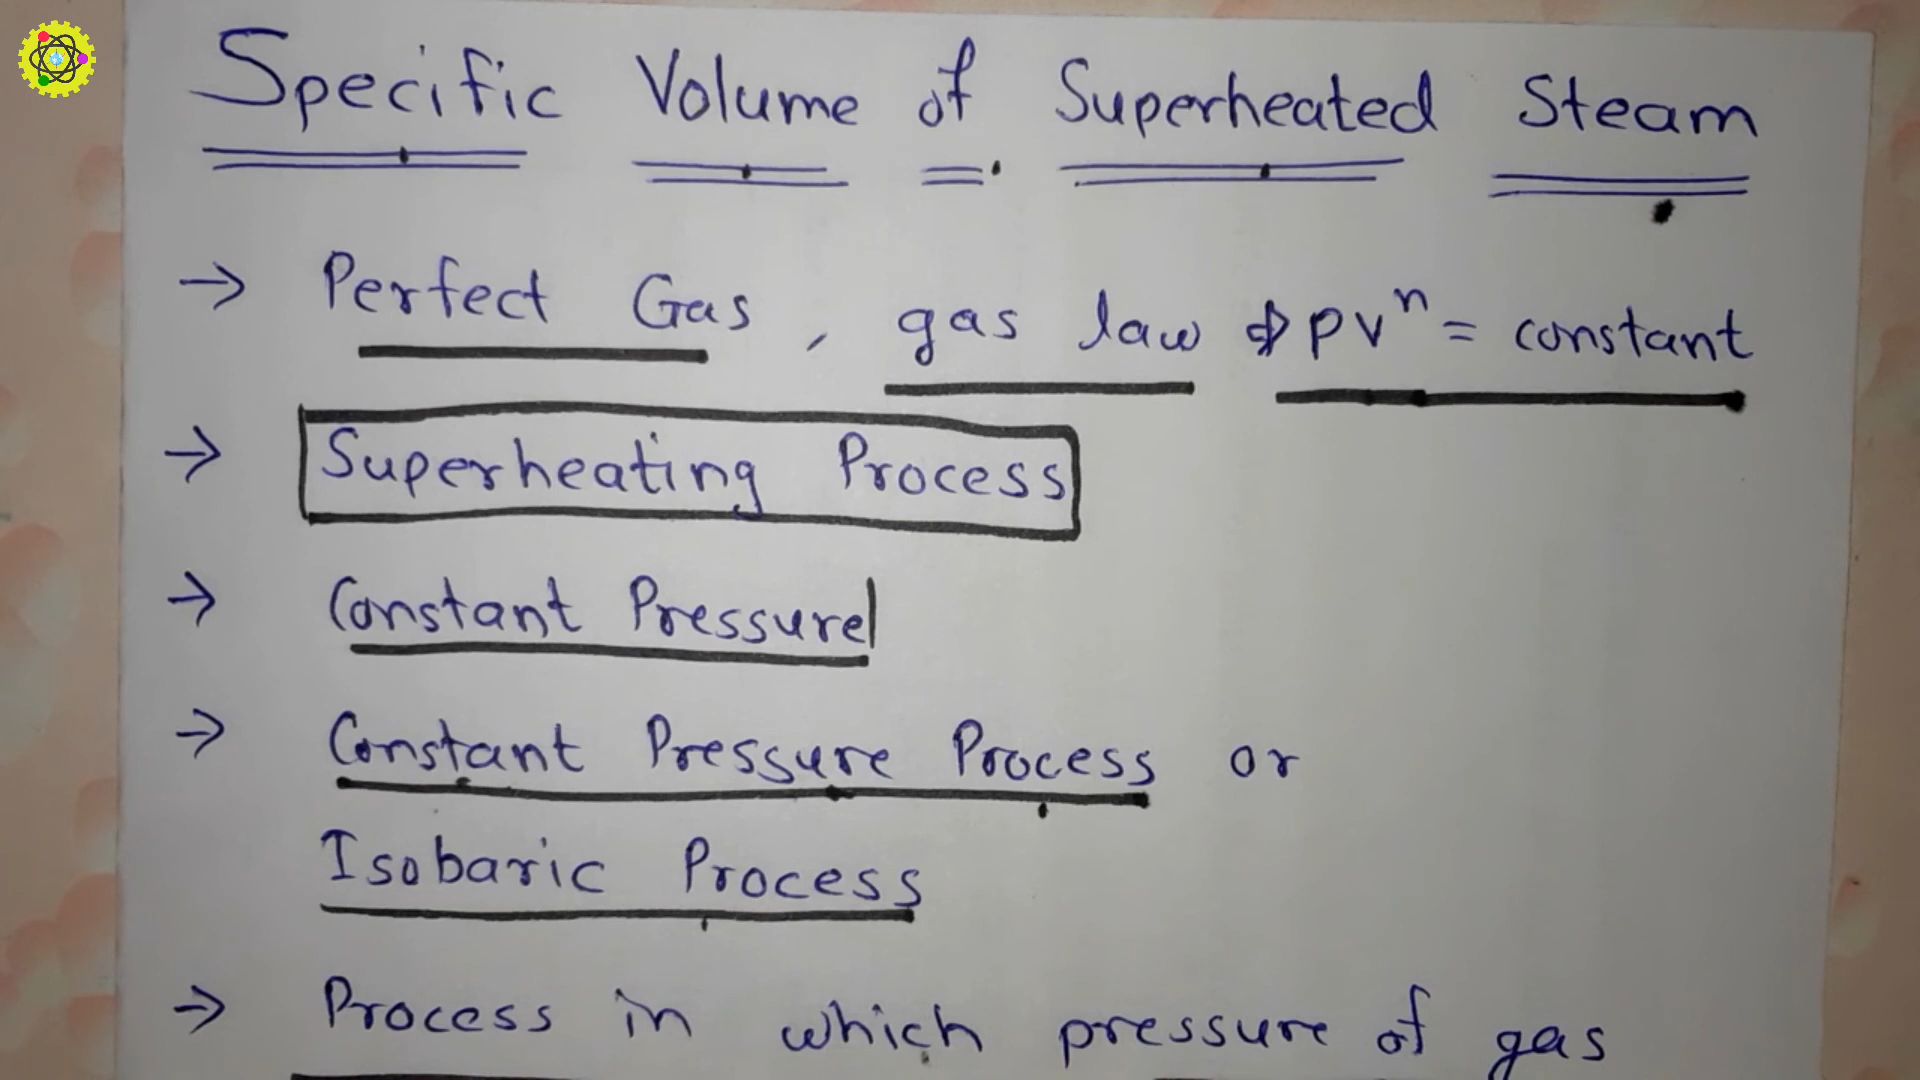 Specific Volume of Superheated Steam
→ Perfect Gas, gas law ⇒ PVⁿ = constant
→ Superheating Process
→ Constant Pressure
→ Constant Pressure Process or
Isobaric Process
→ Process in which pressure of gas